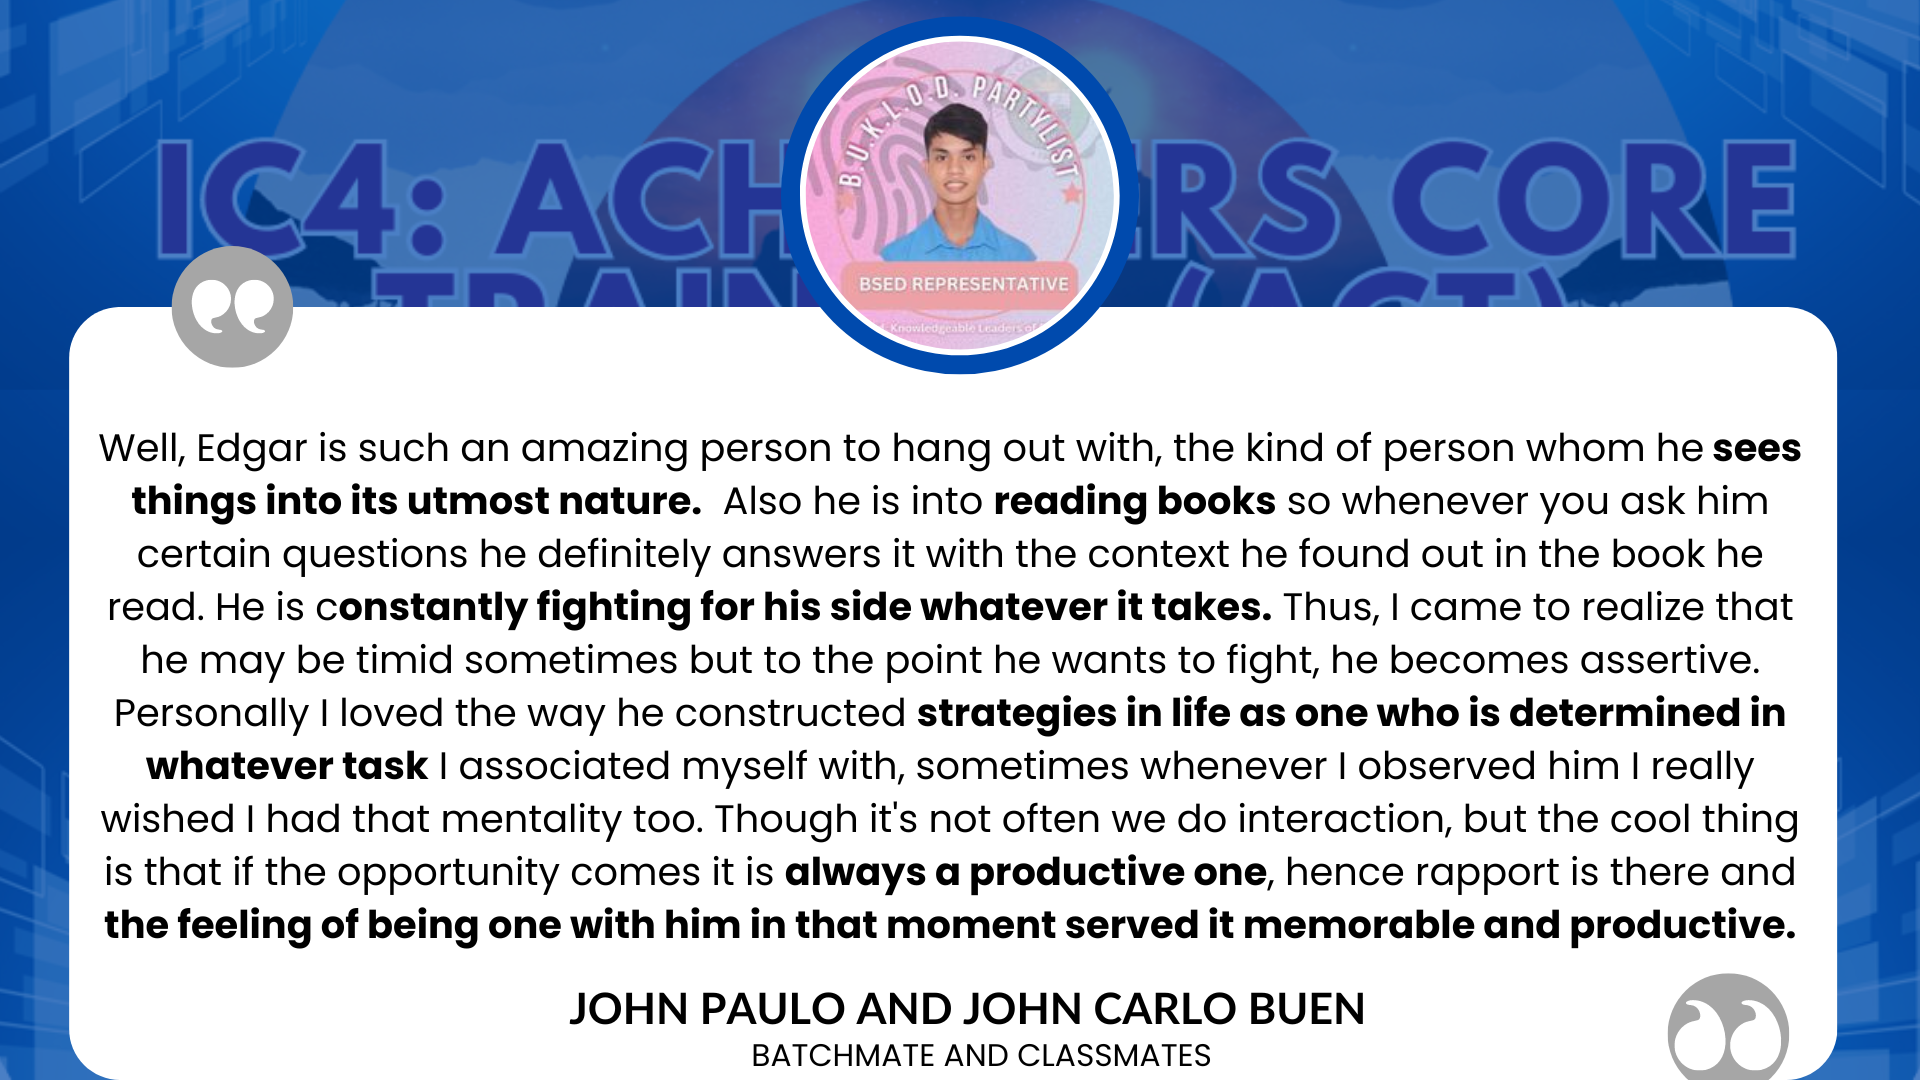 IC4: ACH ERS CORE
TRAIN (ACT)
B.U.K.L.O.D. PARTYLIST
BSED REPRESENTATIVE
Knowledgeable Leaders of
Well, Edgar is such an amazing person to hang out with, the kind of person whom he sees
things into its utmost nature. Also he is into reading books so whenever you ask him
certain questions he definitely answers it with the context he found out in the book he
read. He is constantly fighting for his side whatever it takes. Thus, I came to realize that
he may be timid sometimes but to the point he wants to fight, he becomes assertive.
Personally I loved the way he constructed strategies in life as one who is determined in
whatever task I associated myself with, sometimes whenever I observed him I really
wished I had that mentality too. Though it's not often we do interaction, but the cool thing
is that if the opportunity comes it is always a productive one, hence rapport is there and
the feeling of being one with him in that moment served it memorable and productive.
JOHN PAULO AND JOHN CARLO BUEN
BATCHMATE AND CLASSMATES